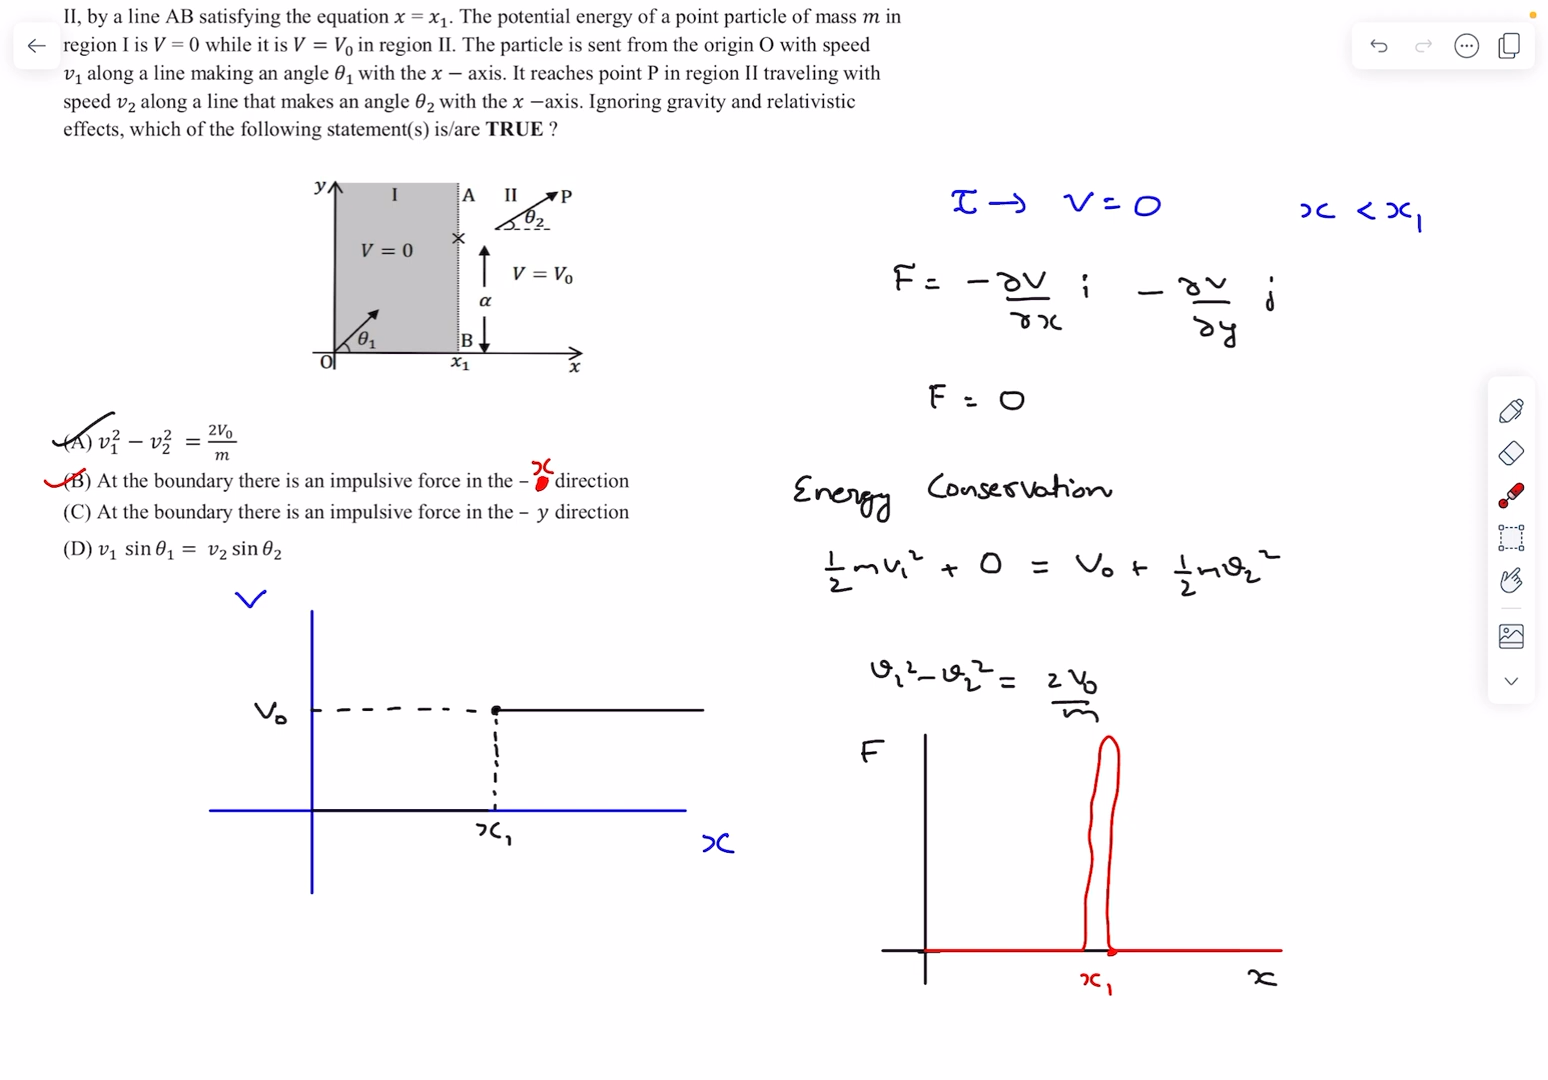 II, by a line AB satisfying the equation x = x₁. The potential energy of a point particle of mass m in
region I is V = 0 while it is V = V₀ in region II. The particle is sent from the origin O with speed
v₁ along a line making an angle θ₁ with the x − axis. It reaches point P in region II traveling with
speed v₂ along a line that makes an angle θ₂ with the x −axis. Ignoring gravity and relativistic
effects, which of the following statement(s) is/are TRUE ?
y I A II P
θ₂
V = 0
V = V₀
α
θ₁ B
O x₁ x
(A) v₁² − v₂² = 2V₀/m
(B) At the boundary there is an impulsive force in the − x direction
(C) At the boundary there is an impulsive force in the − y direction
(D) v₁ sin θ₁ = v₂ sin θ₂
V
V₀
x₁
x
I → V = 0 x < x₁
F = − ∂V/∂x i − ∂V/∂y j
F = 0
Energy Conservation
½mv₁² + 0 = V₀ + ½mv₂²
v₁² − v₂² = 2V₀/m
F
x₁ x